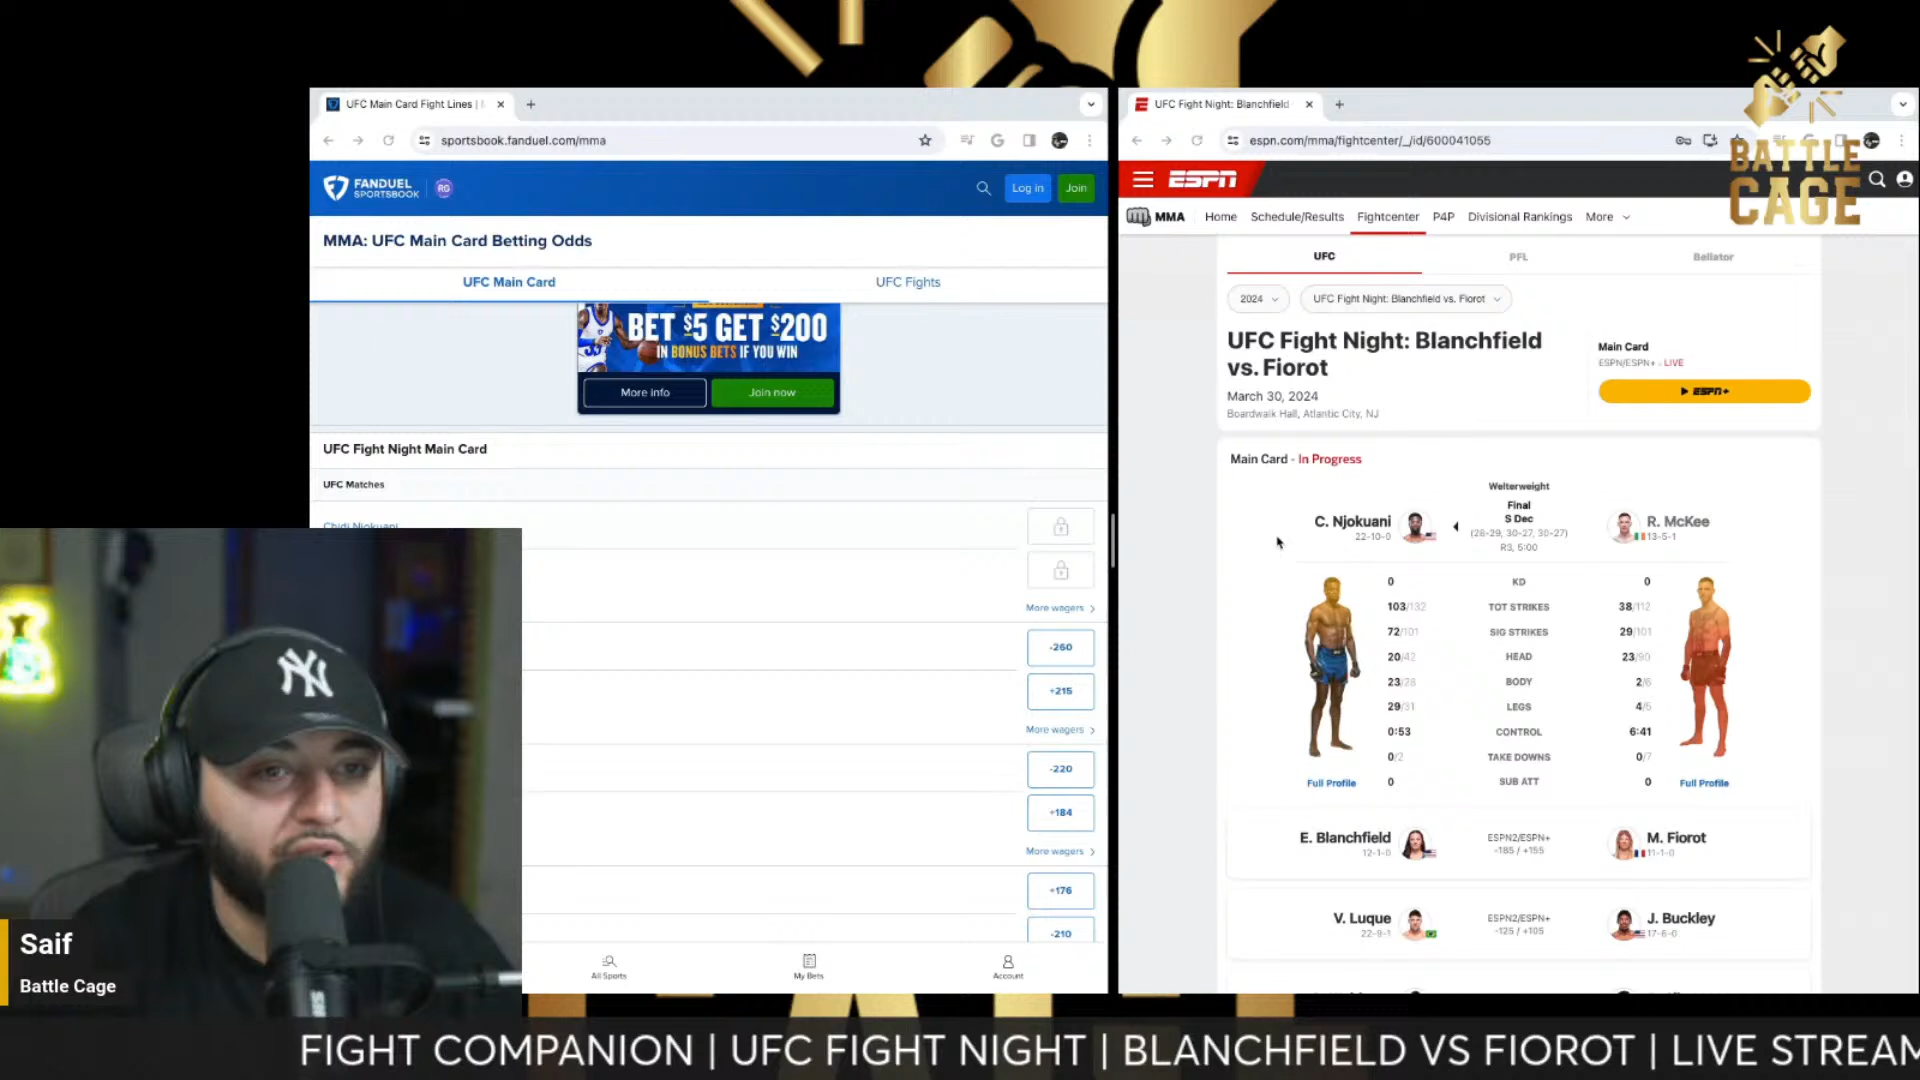 UFC Main Card Fight Lines |
sportsbook.fanduel.com/mma
FANDUEL
SPORTSBOOK
RG
Log in
Join
MMA: UFC Main Card Betting Odds
UFC Main Card
UFC Fights
BET $5 GET $200
IN BONUS BETS IF YOU WIN
More info
Join now
UFC Fight Night Main Card
UFC Matches
Chidi Njokuani
More wagers
-260
+215
More wagers
-220
+184
More wagers
+176
-210
All Sports
My Bets
Account
UFC Fight Night: Blanchfield
espn.com/mma/fightcenter/_/id/600041055
ESPN
MMA
Home
Schedule/Results
Fightcenter
P4P
Divisional Rankings
More
BATTLE
CAGE
UFC
PFL
Bellator
2024
UFC Fight Night: Blanchfield vs. Fiorot
UFC Fight Night: Blanchfield
vs. Fiorot
March 30, 2024
Boardwalk Hall, Atlantic City, NJ
Main Card
ESPN/ESPN+ - LIVE
ESPN+
Main Card - In Progress
Welterweight
Final
S Dec
(28-29, 30-27, 30-27)
R3, 5:00
C. Njokuani
22-10-0
R. McKee
13-5-1
0 KD 0
103/132 TOT STRIKES 38/112
72/101 SIG STRIKES 29/101
20/42 HEAD 23/90
23/28 BODY 2/6
29/31 LEGS 4/5
0:53 CONTROL 6:41
0/2 TAKE DOWNS 0/7
Full Profile 0 SUB ATT 0 Full Profile
E. Blanchfield
12-1-0
ESPN2/ESPN+
-185 / +155
M. Fiorot
11-1-0
V. Luque
22-9-1
ESPN2/ESPN+
-125 / +105
J. Buckley
17-6-0
Saif
Battle Cage
FIGHT COMPANION | UFC FIGHT NIGHT | BLANCHFIELD VS FIOROT | LIVE STREAM